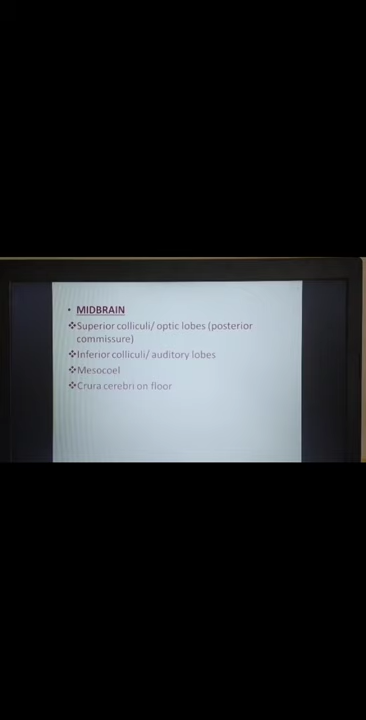 • MIDBRAIN
❖Superior colliculi/ optic lobes (posterior
commissure)
❖Inferior colliculi/ auditory lobes
❖Mesocoel
❖Crura cerebri on floor